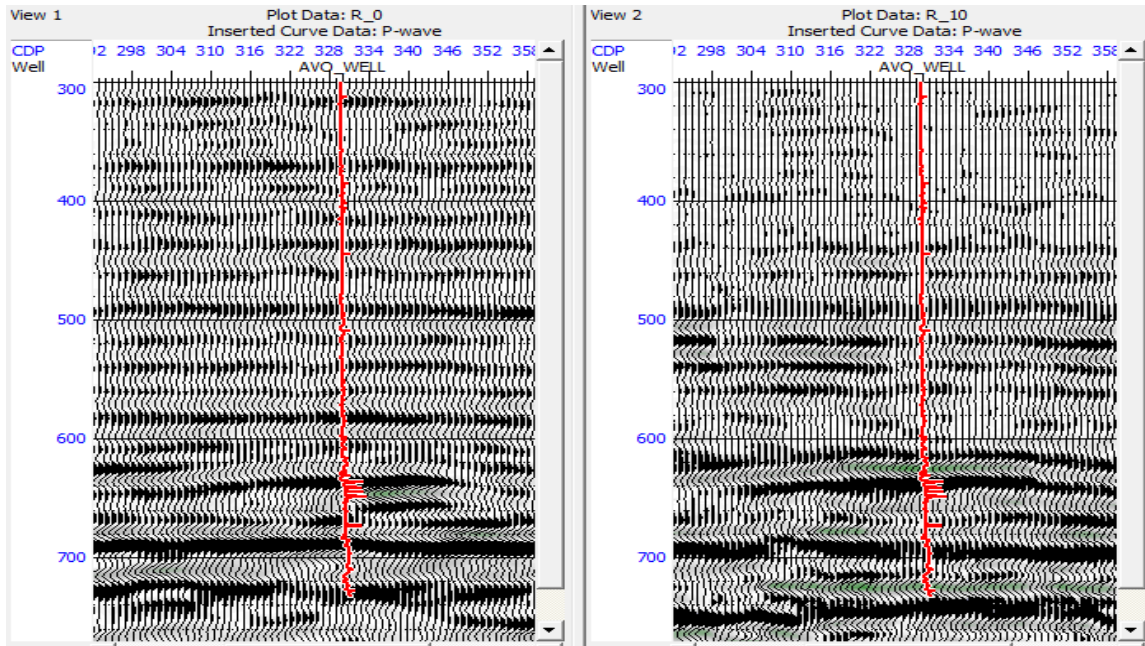 View 1 Plot Data: R_0
Inserted Curve Data: P-wave
CDP 298 304 310 316 322 328 334 340 346 352 358
Well AVO_WELL
300
400
500
600
700
View 2 Plot Data: R_10
Inserted Curve Data: P-wave
CDP 298 304 310 316 322 328 334 340 346 352 358
Well AVO_WELL
300
400
500
600
700